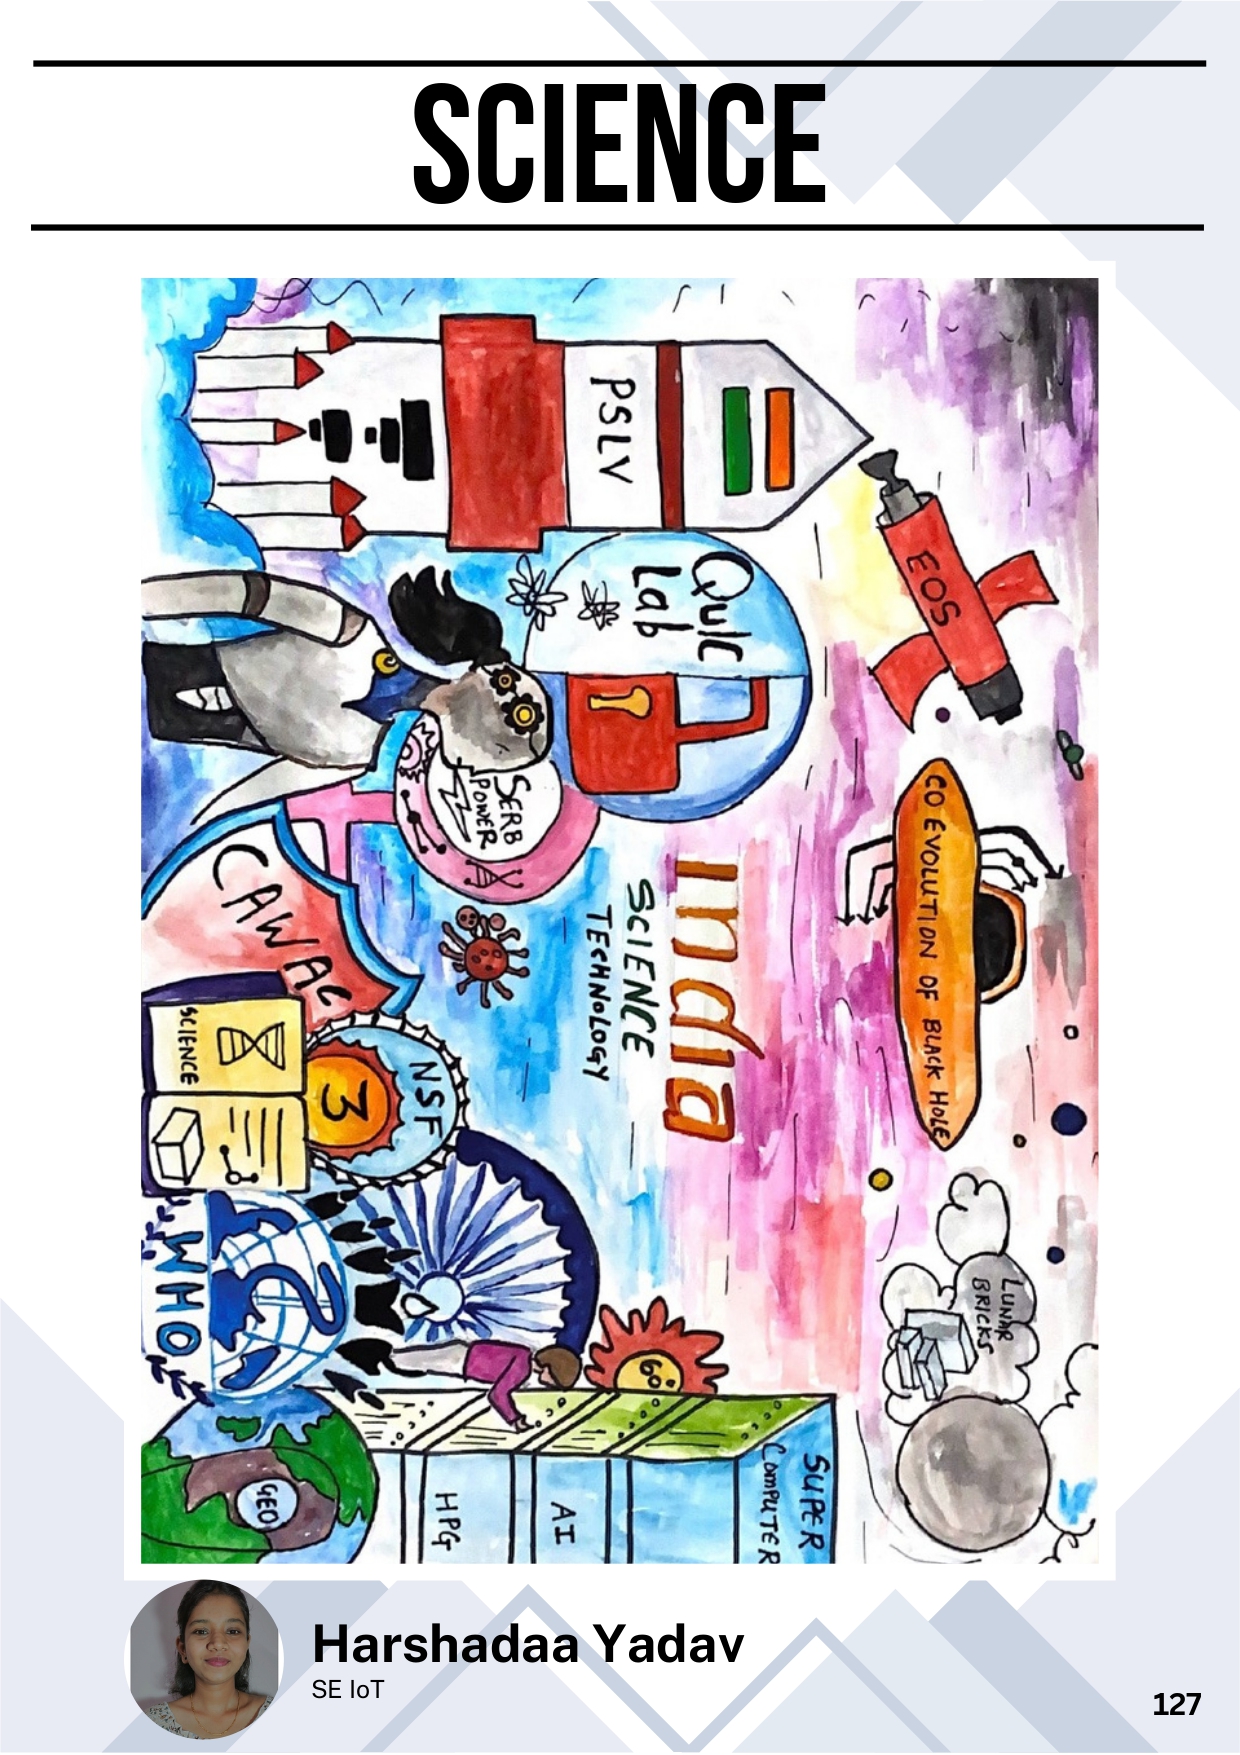 SCIENCE
PSLV
EOS
Quic
Lab
SERB
POWER
India
SCIENCE
TECHNOLOGY
CO EVOLUTION OF BLACK HOLE
CAWAC
SCIENCE
3
NSF
WHO
60
LUNAR
BRICKS
SUPER
COMPUTER
AI
HPG
GEO
Harshadaa Yadav
SE IoT
127